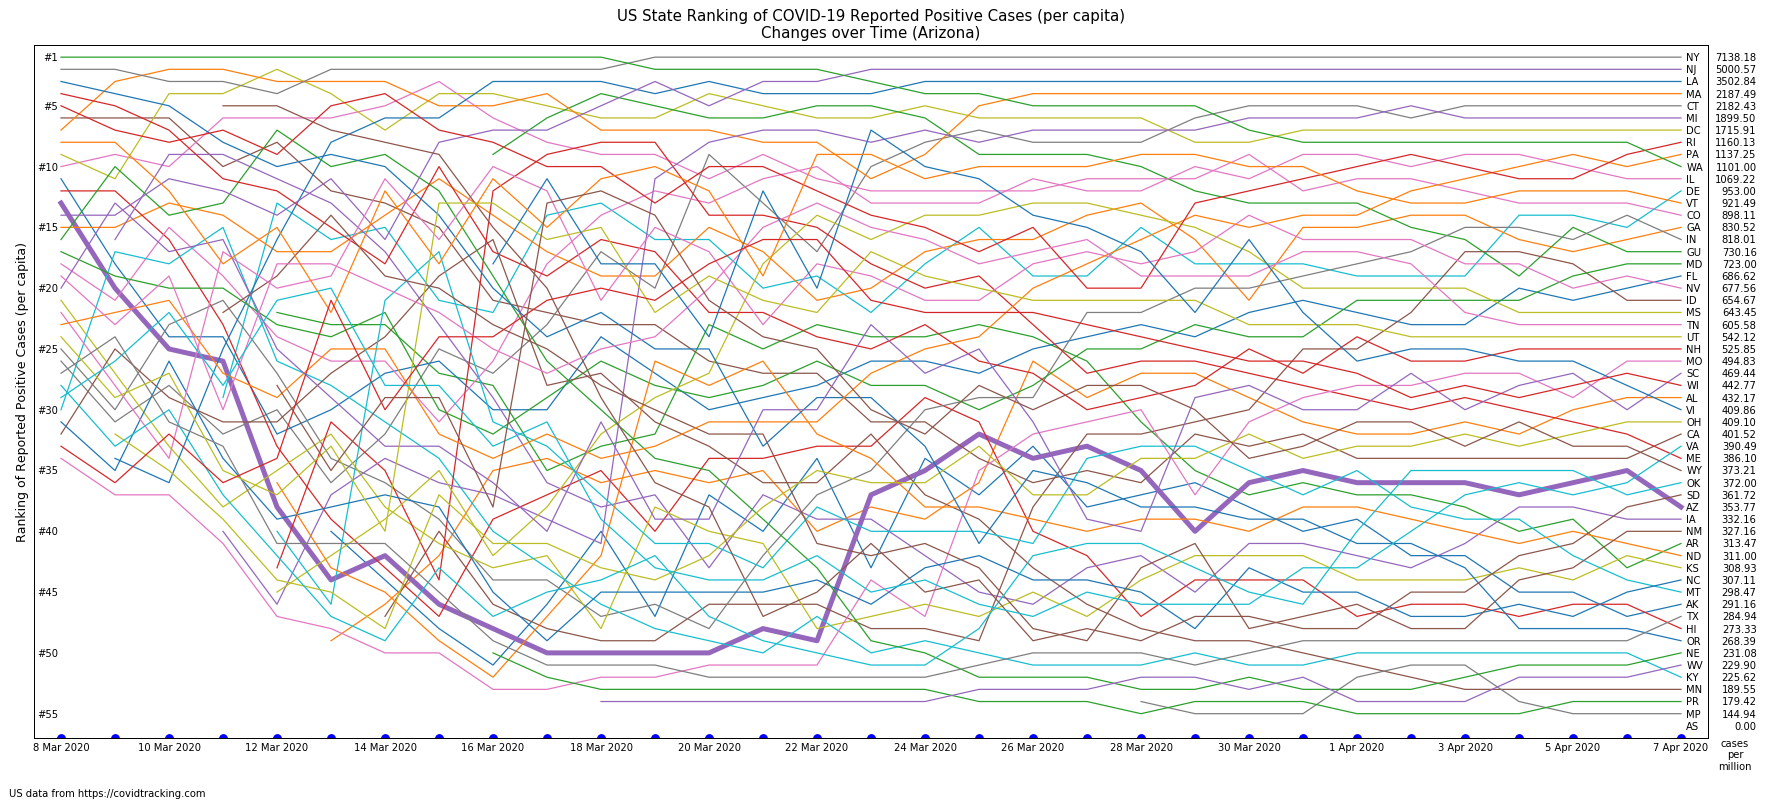 US State Ranking of COVID-19 Reported Positive Cases (per capita)
Changes over Time (Arizona)
Ranking of Reported Positive Cases (per capita)
#1
#5
#10
#15
#20
#25
#30
#35
#40
#45
#50
#55
NY 7138.18
NJ 5000.57
LA 3502.84
MA 2187.49
CT 2182.43
MI 1899.50
DC 1715.91
RI 1160.13
PA 1137.25
WA 1101.00
IL 1069.22
DE 953.00
VT 921.49
CO 898.11
GA 830.52
IN 818.01
GU 730.16
MD 723.00
FL 686.62
NV 677.56
ID 654.67
MS 643.45
TN 605.58
UT 542.12
NH 525.85
MO 494.83
SC 469.44
WI 442.77
AL 432.17
VI 409.86
OH 409.10
CA 401.52
VA 390.49
ME 386.10
WY 373.21
OK 372.00
SD 361.72
AZ 353.77
IA 332.16
NM 327.16
AR 313.47
ND 311.00
KS 308.93
NC 307.11
MT 298.47
AK 291.16
TX 284.94
HI 273.33
OR 268.39
NE 231.08
WV 229.90
KY 225.62
MN 189.55
PR 179.42
MP 144.94
AS 0.00
8 Mar 2020 10 Mar 2020 12 Mar 2020 14 Mar 2020 16 Mar 2020 18 Mar 2020 20 Mar 2020 22 Mar 2020 24 Mar 2020 26 Mar 2020 28 Mar 2020 30 Mar 2020 1 Apr 2020 3 Apr 2020 5 Apr 2020 7 Apr 2020
cases
per
million
US data from https://covidtracking.com